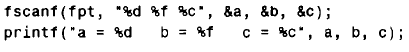 fscanf(fpt, "%d %f %c", &a, &b, &c);
printf("a = %d   b = %f   c = %c", a, b, c);